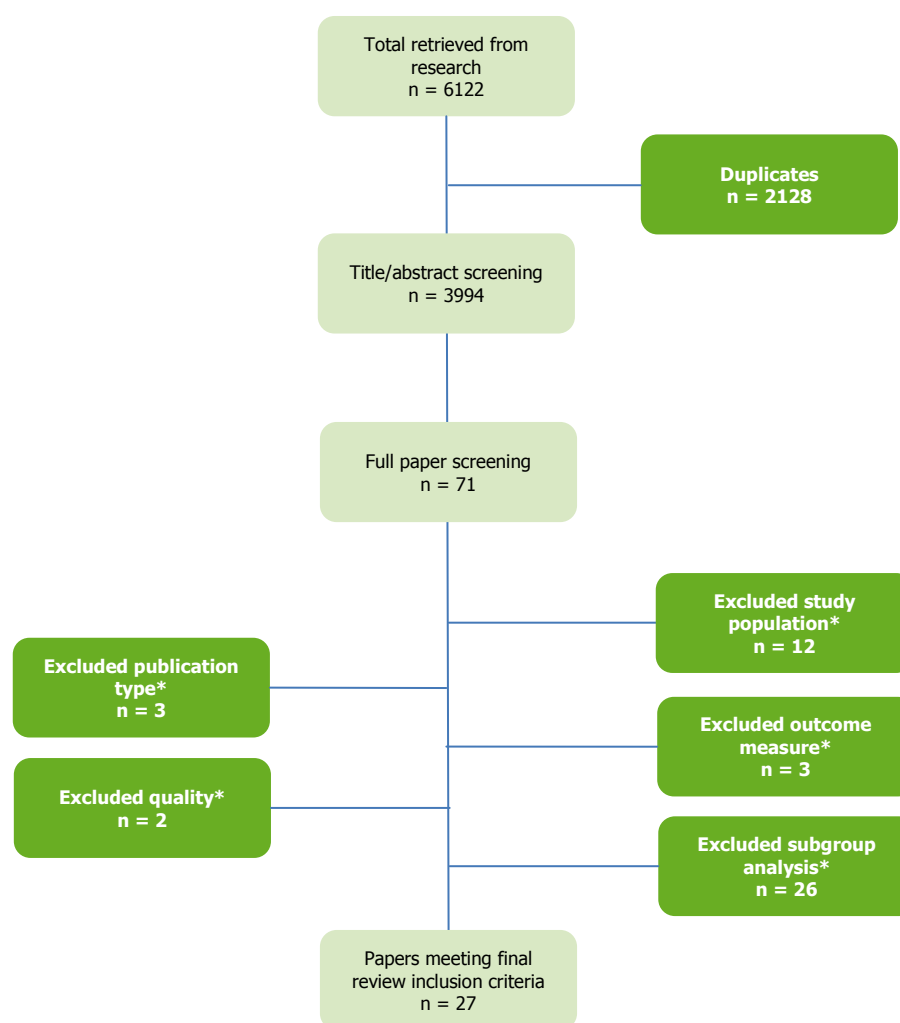 Total retrieved from
research
n = 6122
Duplicates
n = 2128
Title/abstract screening
n = 3994
Full paper screening
n = 71
Excluded study
population*
n = 12
Excluded publication
type*
n = 3
Excluded outcome
measure*
n = 3
Excluded quality*
n = 2
Excluded subgroup
analysis*
n = 26
Papers meeting final
review inclusion criteria
n = 27